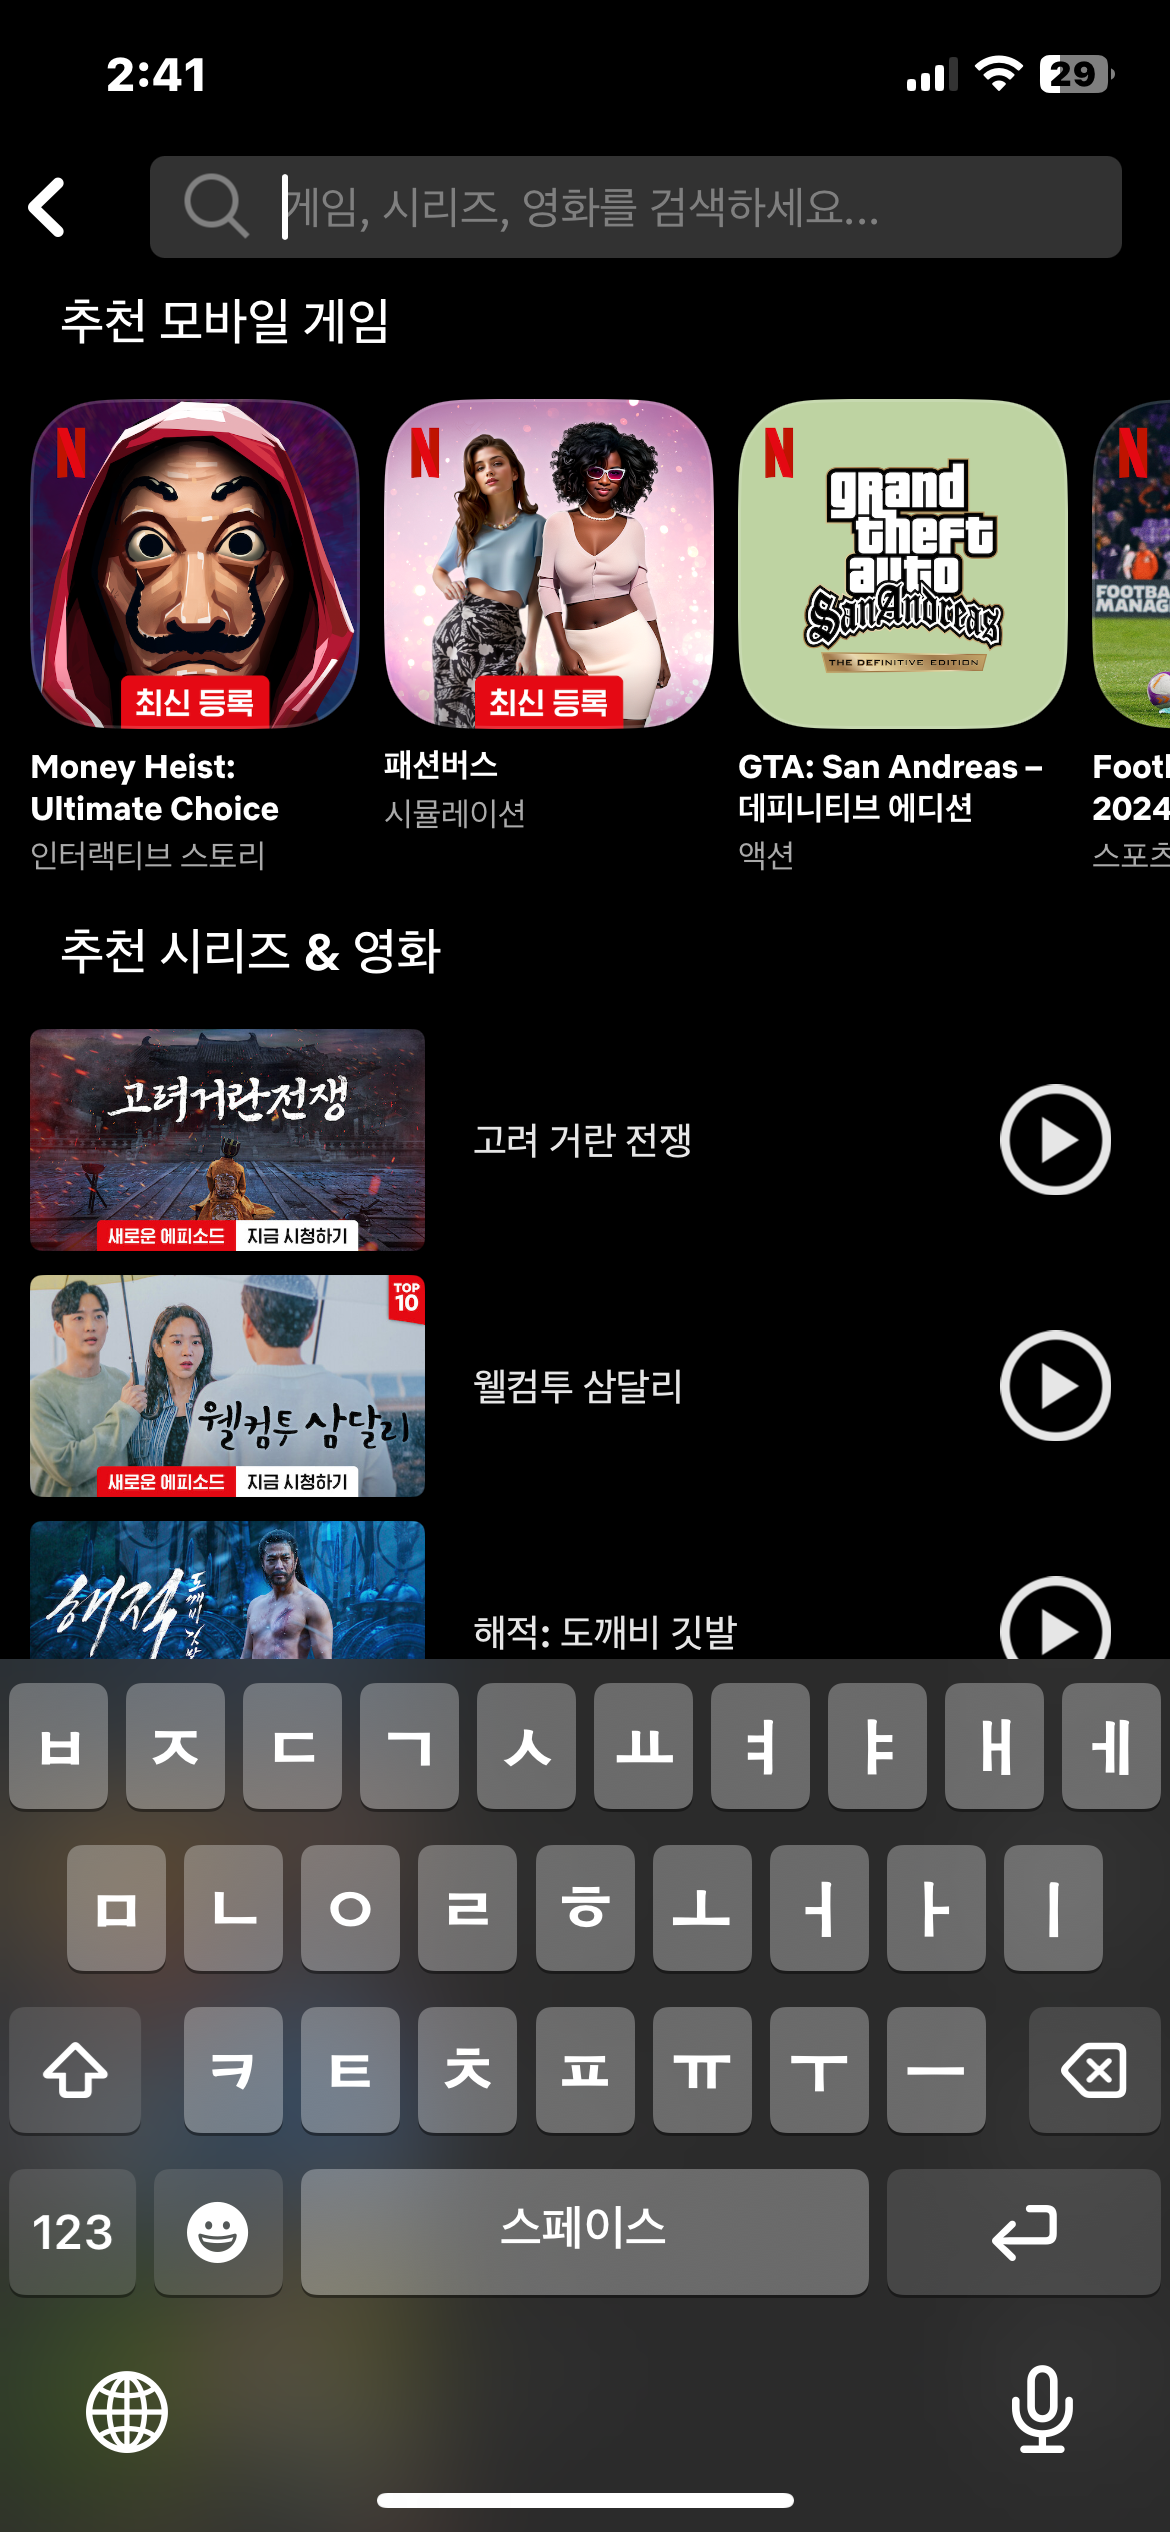 2:41
29
게임, 시리즈, 영화를 검색하세요...
추천 모바일 게임
N
N
N
N
grand
theft
auto
San Andreas
THE DEFINITIVE EDITION
FOOTBA
MANAG
최신 등록
최신 등록
Money Heist:
Ultimate Choice
인터랙티브 스토리
패션버스
시뮬레이션
GTA: San Andreas –
데피니티브 에디션
액션
Footl
2024
스포츠
추천 시리즈 & 영화
고려거란전쟁
새로운 에피소드 지금 시청하기
고려 거란 전쟁
TOP
10
웰컴투 삼달리
새로운 에피소드 지금 시청하기
웰컴투 삼달리
해적 도깨비 깃발
해적: 도깨비 깃발
ㅂ ㅈ ㄷ ㄱ ㅅ ㅛ ㅕ ㅑ ㅐ ㅔ
ㅁ ㄴ ㅇ ㄹ ㅎ ㅗ ㅓ ㅏ ㅣ
ㅋ ㅌ ㅊ ㅍ ㅠ ㅜ ㅡ
123 스페이스